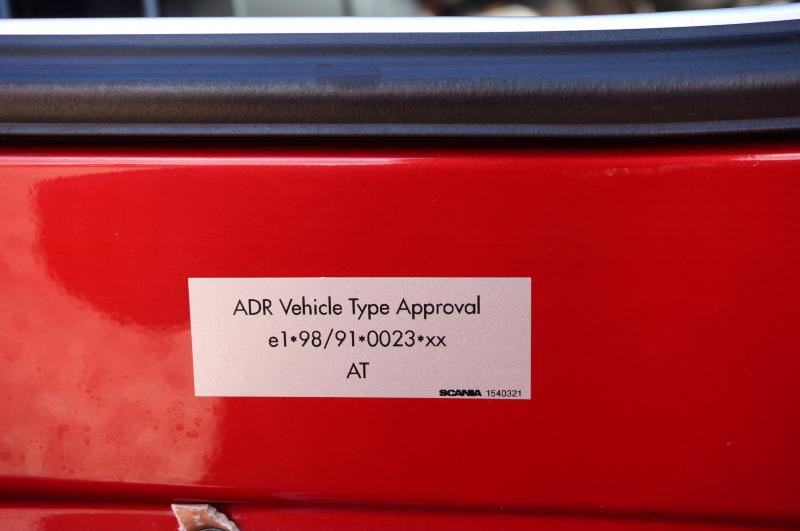 ADR Vehicle Type Approval
e1*98/91*0023*xx
AT
SCANIA 1540321